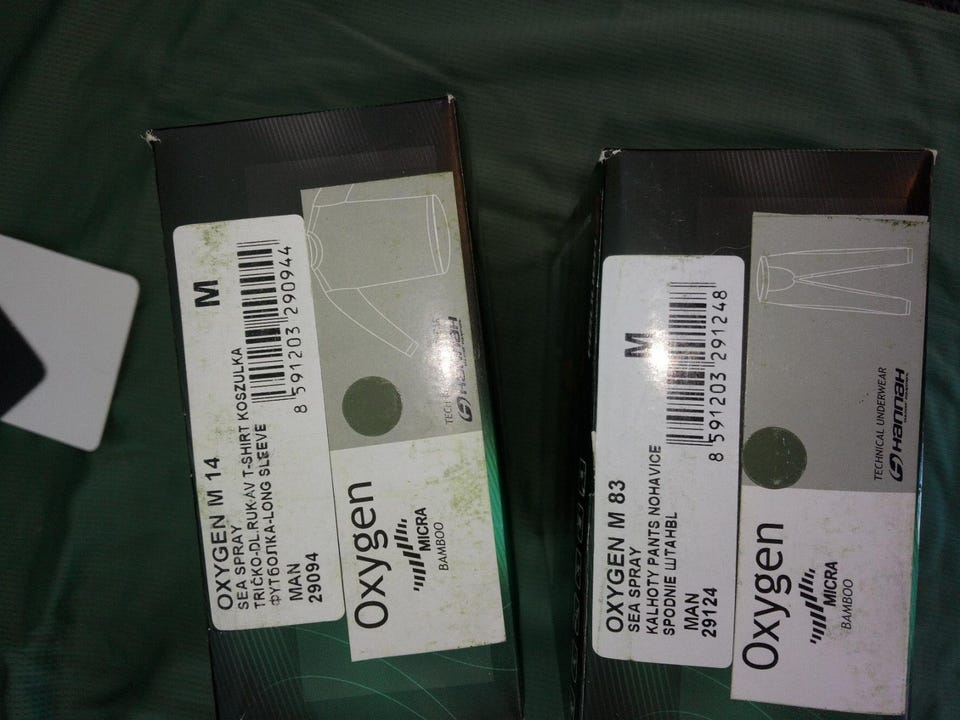 M
8 591203 290944
OXYGEN M 14
SEA SPRAY
TRIČKO-DL.RUK-AV T-SHIRT KOSZULKA
ФУТБОЛКА-LONG SLEEVE
MAN
29094
HANNAH
Oxygen
MICRA
BAMBOO
M
8 591203 291248
OXYGEN M 83
SEA SPRAY
KALHOTY PANTS NOHAVICE
SPODNIE ШТАНЫ
MAN
29124
TECHNICAL UNDERWEAR
HANNAH
Oxygen
MICRA
BAMBOO